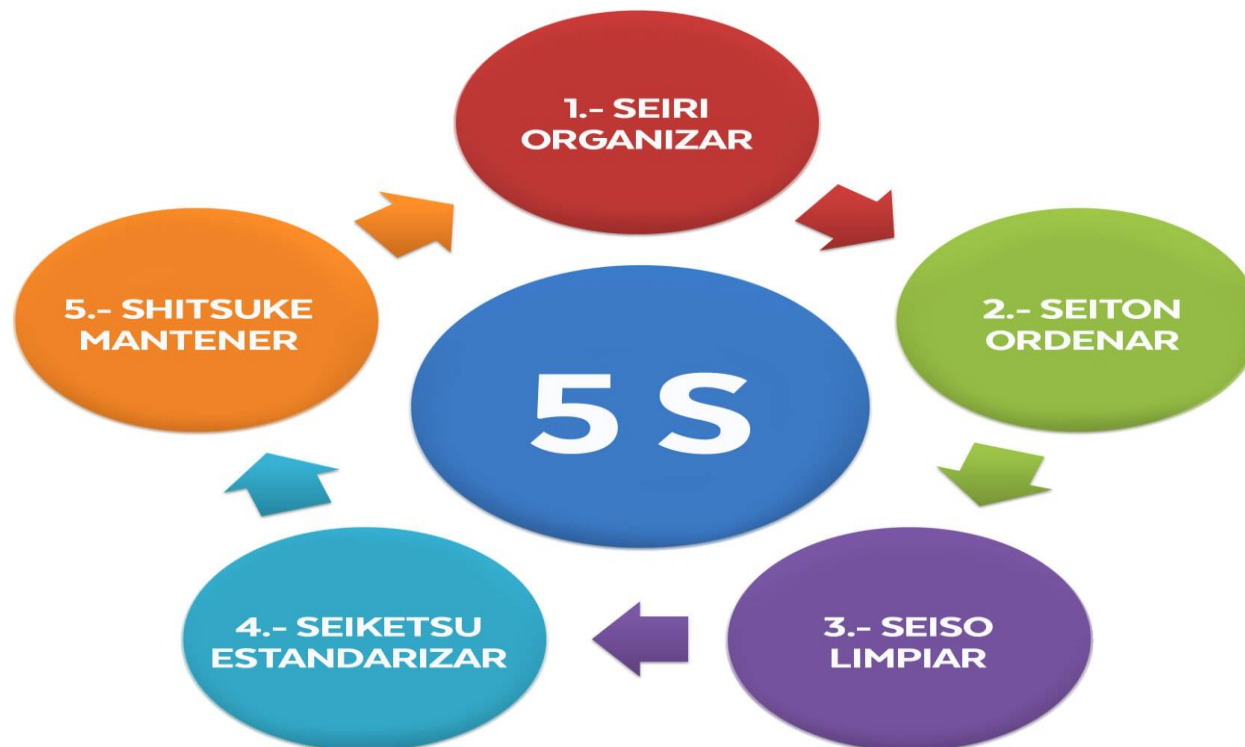 1.- SEIRI
ORGANIZAR
2.- SEITON
ORDENAR
3.- SEISO
LIMPIAR
4.- SEIKETSU
ESTANDARIZAR
5.- SHITSUKE
MANTENER
5 S